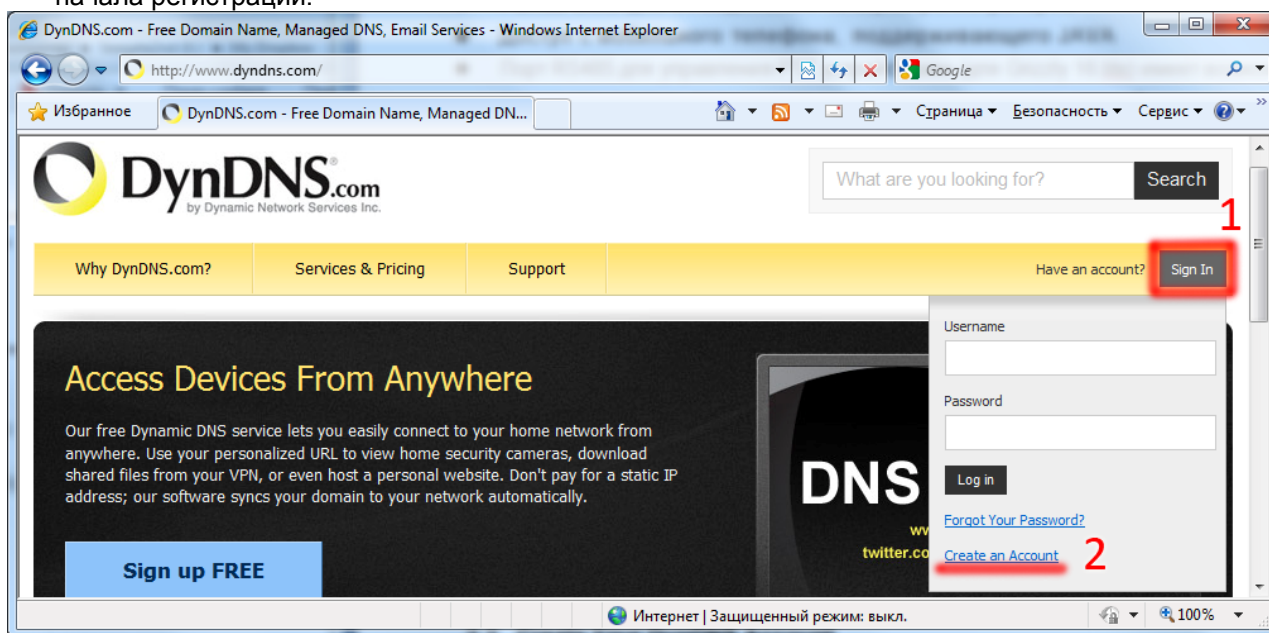 начала регистрации.
DynDNS.com - Free Domain Name, Managed DNS, Email Services - Windows Internet Explorer
http://www.dyndns.com/
Google
Избранное
DynDNS.com - Free Domain Name, Managed DN...
Страница
Безопасность
Сервис
DynDNS.com
by Dynamic Network Services Inc.
What are you looking for?
Search
1
Why DynDNS.com?
Services & Pricing
Support
Have an account?
Sign In
Access Devices From Anywhere
Our free Dynamic DNS service lets you easily connect to your home network from
anywhere. Use your personalized URL to view home security cameras, download
shared files from your VPN, or even host a personal website. Don't pay for a static IP
address; our software syncs your domain to your network automatically.
Sign up FREE
DNS
twitter.co
Username
Password
Log in
Forgot Your Password?
Create an Account
2
Интернет | Защищенный режим: выкл.
100%